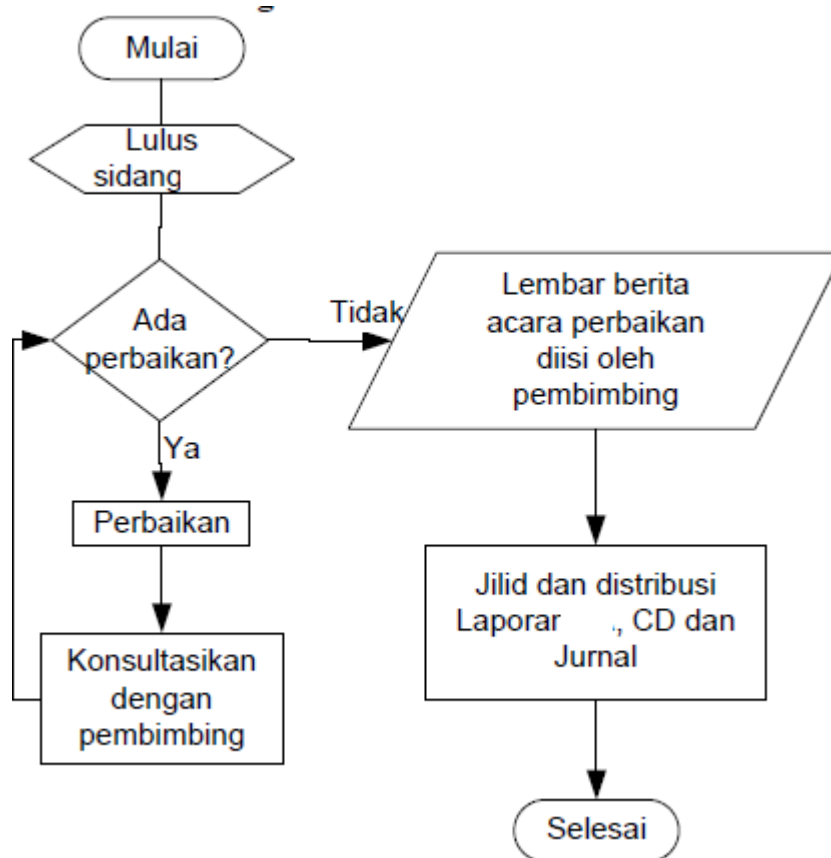 Mulai
Lulus
sidang
Ada
perbaikan?
Tidak
Lembar berita
acara perbaikan
diisi oleh
pembimbing
Ya
Perbaikan
Konsultasikan
dengan
pembimbing
Jilid dan distribusi
, CD dan
Jurnal
Selesai